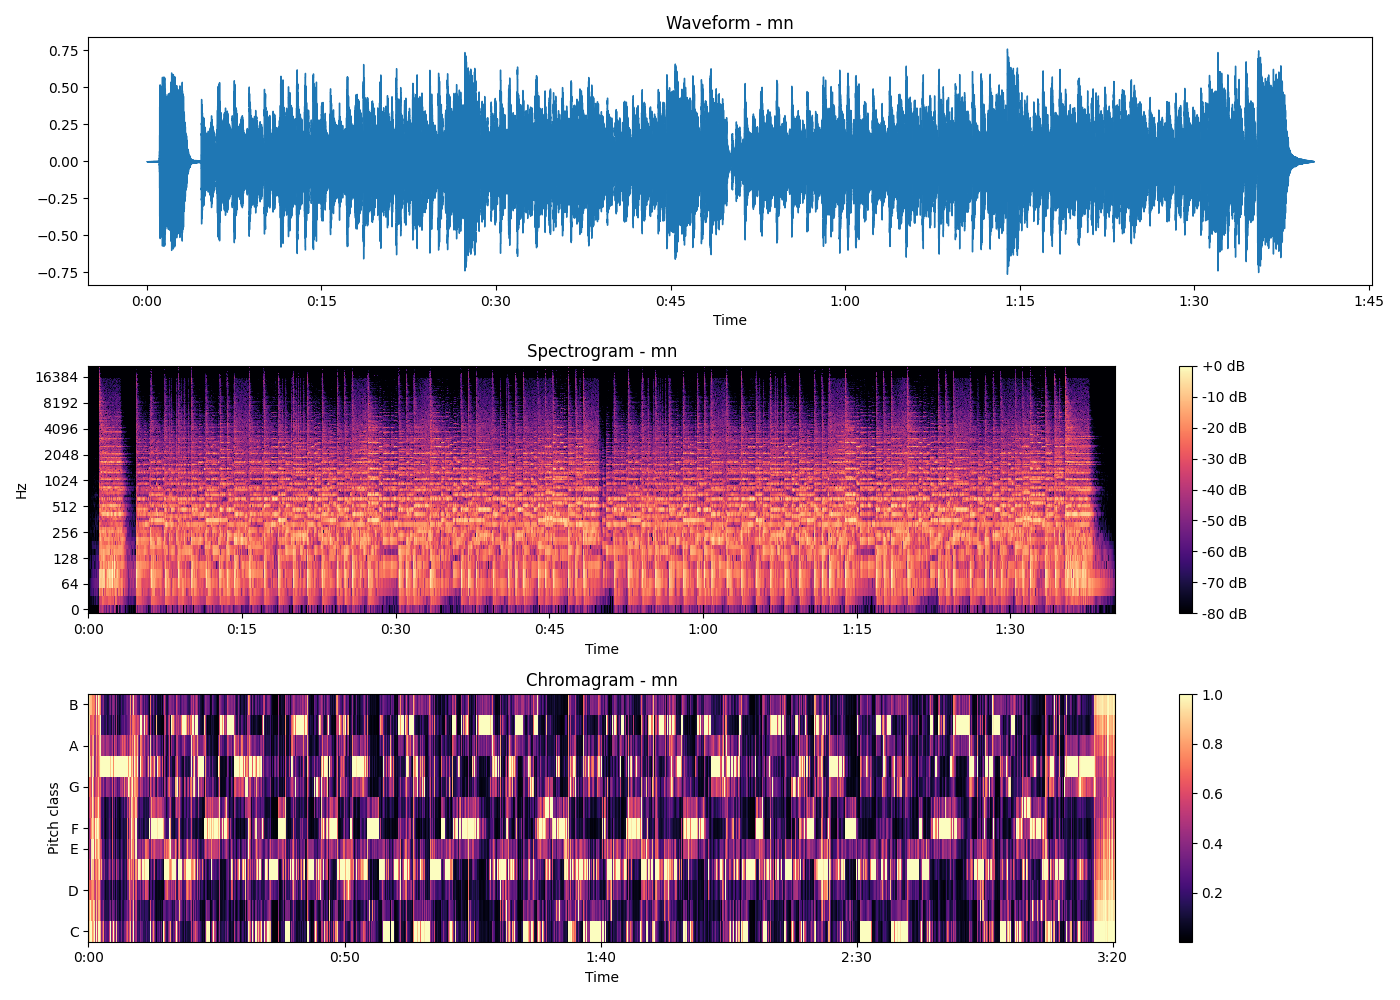 Waveform - mn
0.75
0.50
0.25
0.00
−0.25
−0.50
−0.75
0:00 0:15 0:30 0:45 1:00 1:15 1:30 1:45
Time
Spectrogram - mn
Hz
16384
8192
4096
2048
1024
512
256
128
64
0
0:00 0:15 0:30 0:45 1:00 1:15 1:30
Time
+0 dB
-10 dB
-20 dB
-30 dB
-40 dB
-50 dB
-60 dB
-70 dB
-80 dB
Chromagram - mn
Pitch class
B
A
G
F
E
D
C
0:00 0:50 1:40 2:30 3:20
Time
1.0
0.8
0.6
0.4
0.2